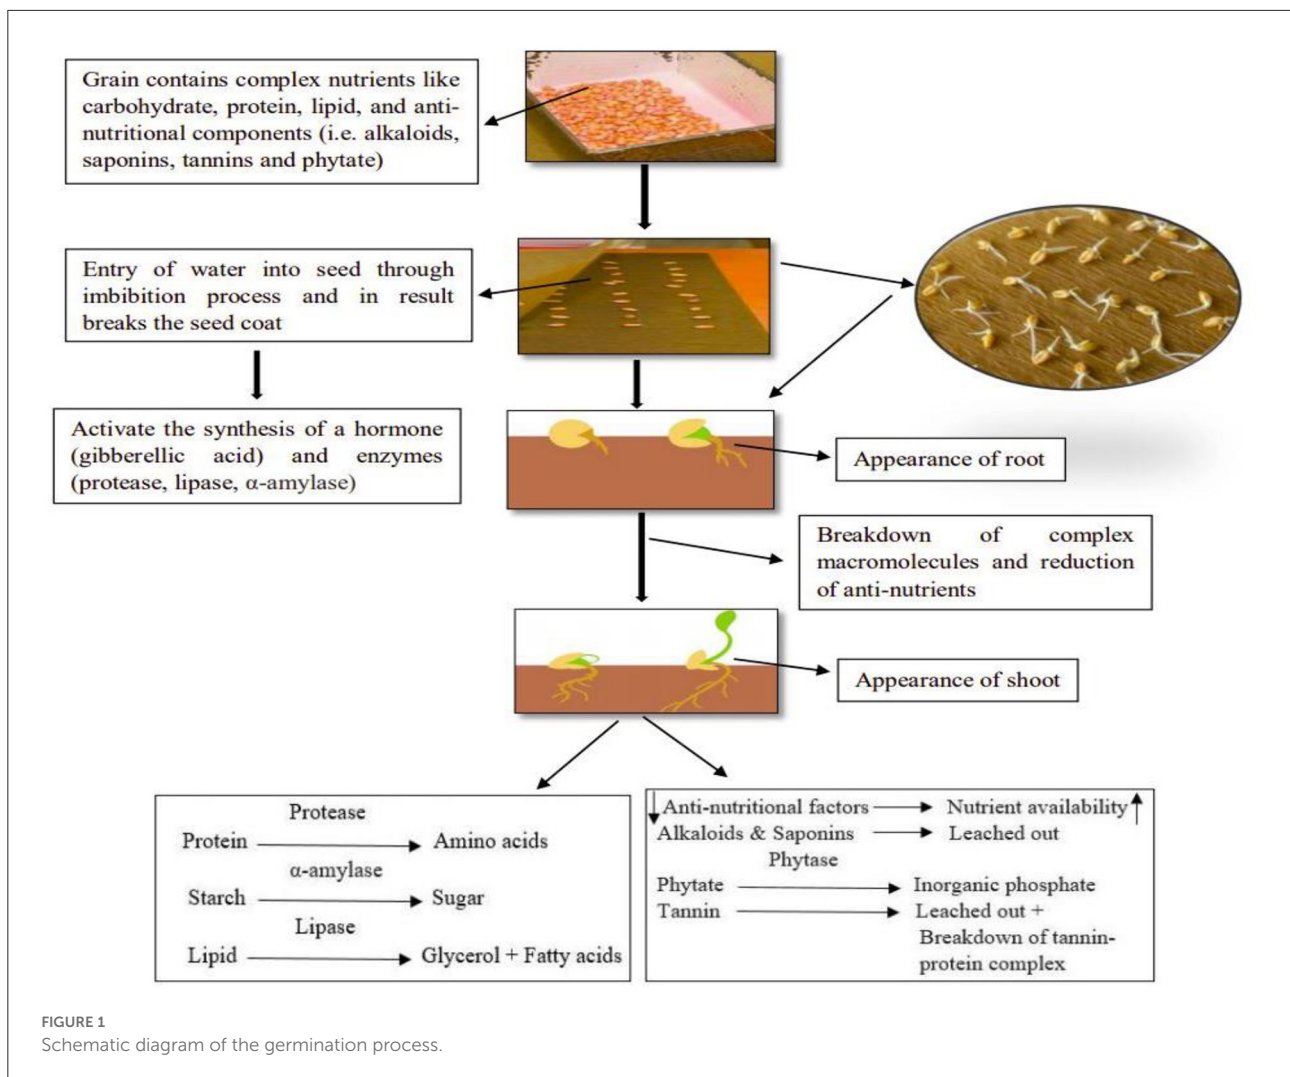 Grain contains complex nutrients like
carbohydrate, protein, lipid, and anti-
nutritional components (i.e. alkaloids,
saponins, tannins and phytate)
Entry of water into seed through
imbibition process and in result
breaks the seed coat
Activate the synthesis of a hormone
(gibberellic acid) and enzymes
(protease, lipase, α-amylase)
Appearance of root
Breakdown of complex
macromolecules and reduction
of anti-nutrients
Appearance of shoot
Protease
Protein Amino acids
α-amylase
Starch Sugar
Lipase
Lipid Glycerol + Fatty acids
Anti-nutritional factors Nutrient availability
Alkaloids & Saponins Leached out
Phytase
Phytate Inorganic phosphate
Tannin Leached out +
Breakdown of tannin-
protein complex
FIGURE 1
Schematic diagram of the germination process.